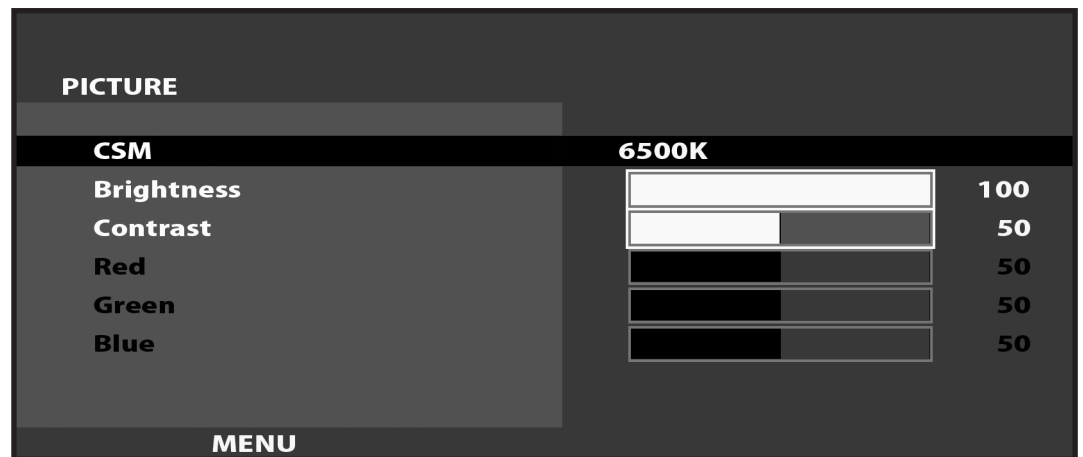 PICTURE
CSM 6500K
Brightness 100
Contrast 50
Red 50
Green 50
Blue 50
MENU